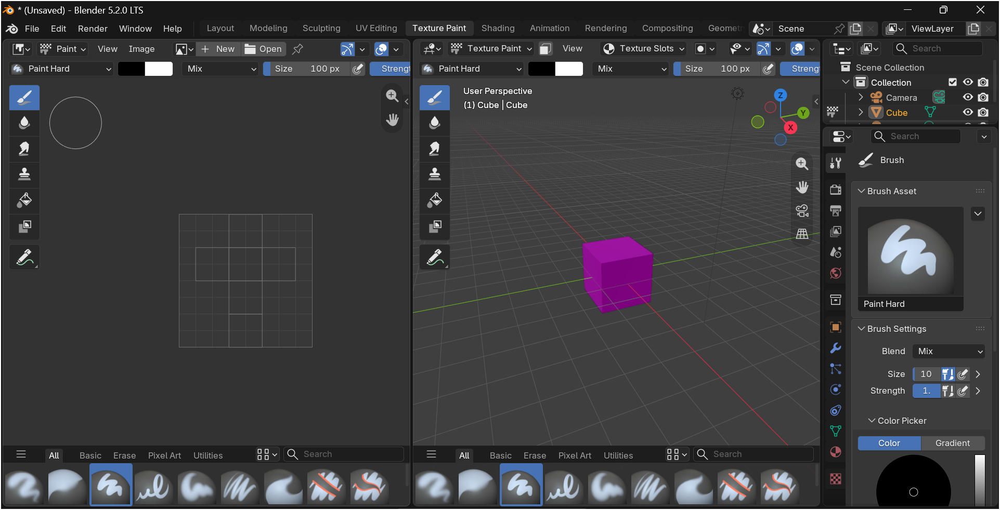 * (Unsaved) - Blender 5.2.0 LTS
File Edit Render Window Help Layout Modeling Sculpting UV Editing Texture Paint Shading Animation Rendering Compositing Geomet Scene ViewLayer
Paint View Image New Open
Paint Hard Mix Size 100 px Strengt
Texture Paint View Texture Slots
Paint Hard Mix Size 100 px Streng
User Perspective
(1) Cube | Cube
Z
Y
X
Search
Scene Collection
Collection
Camera
Cube
Search
Brush
Brush Asset
Paint Hard
Brush Settings
Blend Mix
Size 10
Strength 1.
Color Picker
Color Gradient
All Basic Erase Pixel Art Utilities Search
All Basic Erase Pixel Art Utilities Search